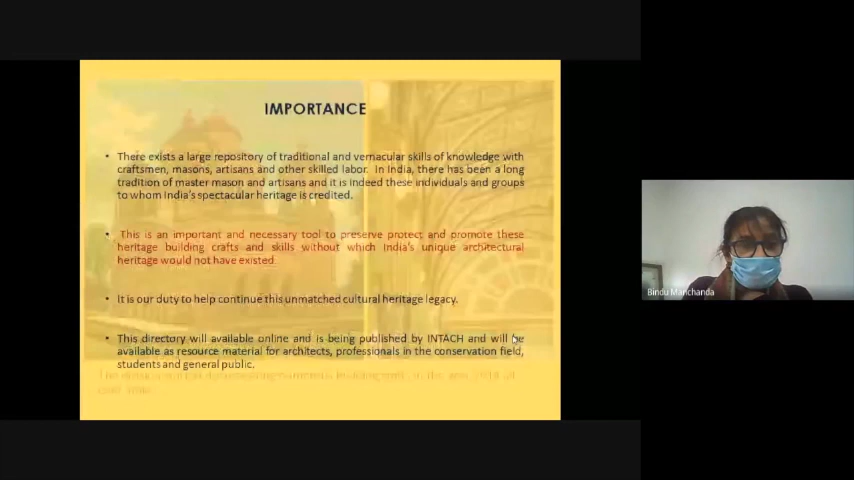 IMPORTANCE
• There exists a large repository of traditional and vernacular skills of knowledge with
craftsmen, masons, artisans and other skilled labor. In India, there has been a long
tradition of master mason and artisans and it is indeed these individuals and groups
to whom India's spectacular heritage is credited.
• This is an important and necessary tool to preserve protect and promote these
heritage building crafts and skills without which India's unique architectural
heritage would not have existed.
• It is our duty to help continue this unmatched cultural heritage legacy.
• This directory will available online and is being published by INTACH and will be
available as resource material for architects, professionals in the conservation field,
students and general public.
Bindu Manchanda